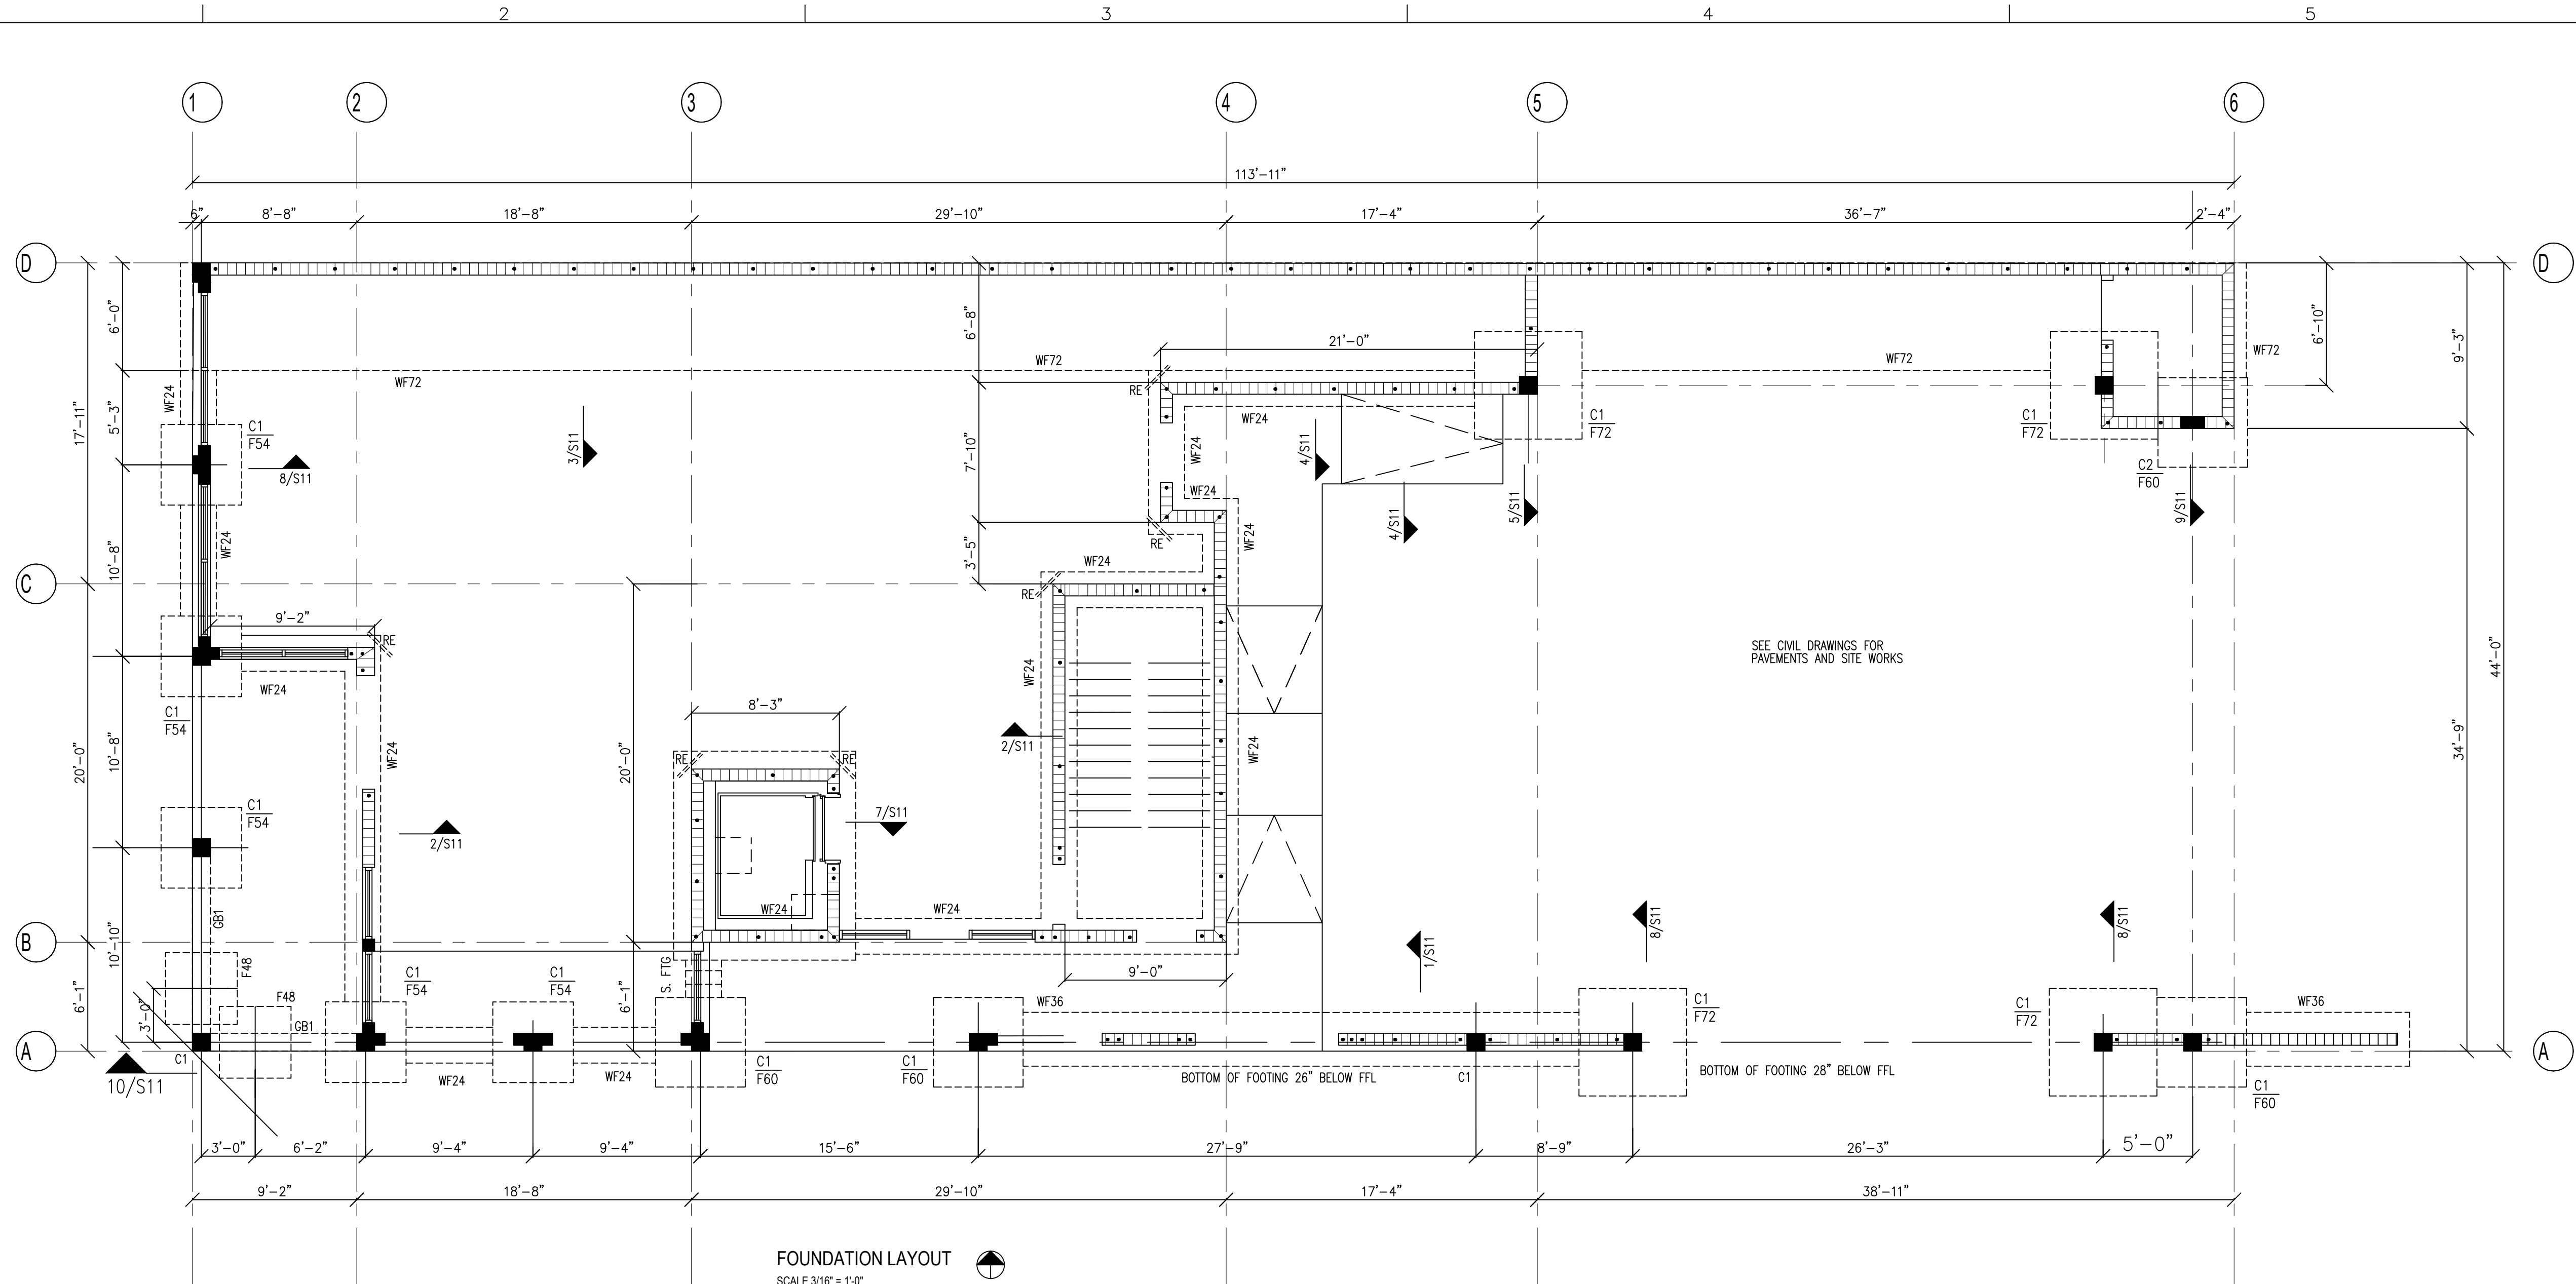 2
3
4
5
1
2
3
4
5
6
113'-11"
6"
8'-8"
18'-8"
29'-10"
17'-4"
36'-7"
2'-4"
D
D
6'-0"
6'-8"
6'-10"
9'-3"
21'-0"
WF72
WF72
WF72
WF72
WF24
RE
17'-11"
5'-3"
C1
F54
8/S11
3/S11
WF24
C1
F72
C1
F72
7'-10"
WF24
4/S11
C2
F60
WF24
4/S11
5/S11
9/S11
WF24
10'-8"
RE
WF24
3'-5"
WF24
C
RE
9'-2"
RE
SEE CIVIL DRAWINGS FOR
PAVEMENTS AND SITE WORKS
44'-0"
WF24
WF24
C1
F54
8'-3"
20'-0"
10'-8"
WF24
20'-0"
2/S11
WF24
34'-9"
RE
RE
C1
F54
2/S11
7/S11
WF24
WF24
GB1
8/S11
8/S11
B
10'-10"
1/S11
F48
C1
F54
C1
F54
S. FTG
9'-0"
6'-1"
3'-0"
F48
6'-1"
WF36
C1
F72
C1
F72
WF36
GB1
A
A
C1
10/S11
WF24
WF24
C1
F60
C1
F60
BOTTOM OF FOOTING 26" BELOW FFL
C1
BOTTOM OF FOOTING 28" BELOW FFL
C1
F60
3'-0"
6'-2"
9'-4"
9'-4"
15'-6"
27'-9"
8'-9"
26'-3"
5'-0"
9'-2"
18'-8"
29'-10"
17'-4"
38'-11"
FOUNDATION LAYOUT
SCALE 3/16" = 1'-0"